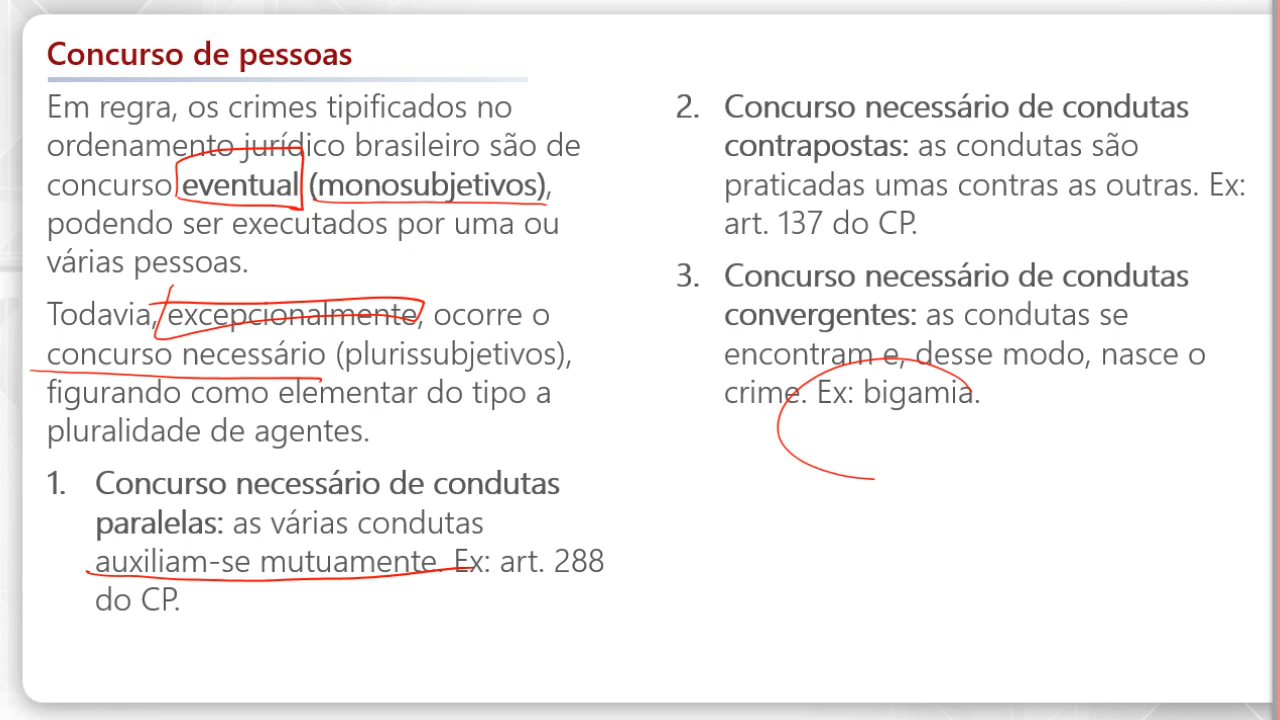 Concurso de pessoas
Em regra, os crimes tipificados no
ordenamento jurídico brasileiro são de
concurso eventual (monosubjetivos),
podendo ser executados por uma ou
várias pessoas.
Todavia, excepcionalmente, ocorre o
concurso necessário (plurissubjetivos),
figurando como elementar do tipo a
pluralidade de agentes.
1. Concurso necessário de condutas
paralelas: as várias condutas
auxiliam-se mutuamente. Ex: art. 288
do CP.
2. Concurso necessário de condutas
contrapostas: as condutas são
praticadas umas contras as outras. Ex:
art. 137 do CP.
3. Concurso necessário de condutas
convergentes: as condutas se
encontram e, desse modo, nasce o
crime. Ex: bigamia.